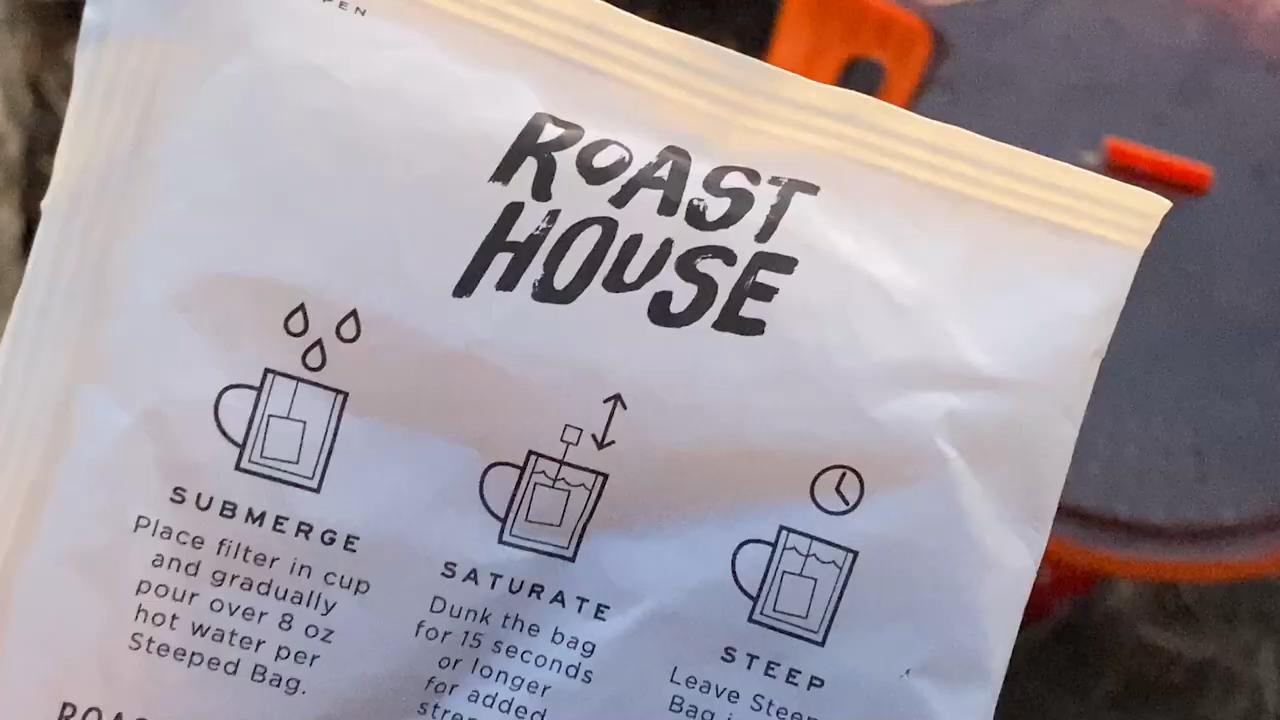 ROAST
HOUSE
SUBMERGE
Place filter in cup
and gradually
pour over 8 oz
hot water per
Steeped Bag.
SATURATE
Dunk the bag
for 15 seconds
or longer
for added
STEEP
Leave
Bag